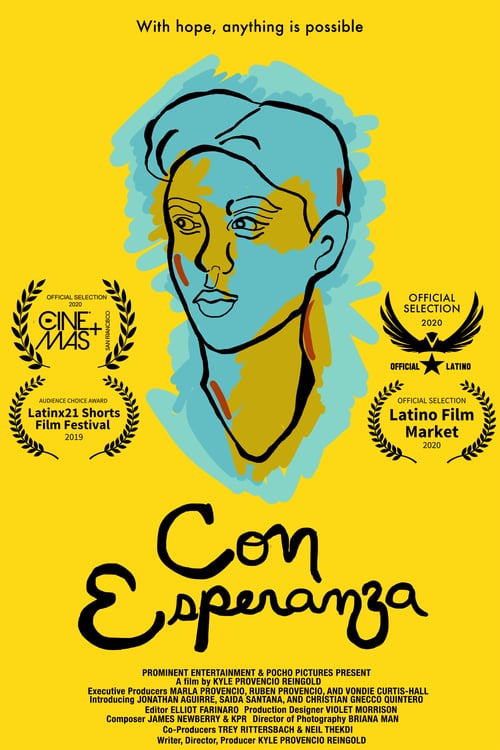 With hope, anything is possible
OFFICIAL SELECTION
2020
CINE+
MAS
SAN FRANCISCO
OFFICIAL
SELECTION
2020
OFFICIAL LATINO
AUDIENCE CHOICE AWARD
Latinx21 Shorts
Film Festival
2019
OFFICIAL SELECTION
Latino Film
Market
2020
Con
Esperanza
PROMINENT ENTERTAINMENT & POCHO PICTURES PRESENT
A film by KYLE PROVENCIO REINGOLD
Executive Producers MARLA PROVENCIO, RUBEN PROVENCIO, AND VONDIE CURTIS-HALL
Introducing JONATHAN AGUIRRE, SAIDA SANTANA, AND CHRISTIAN GNECCO QUINTERO
Editor ELLIOT FARINARO Production Designer VIOLET MORRISON
Composer JAMES NEWBERRY & KPR Director of Photography BRIANA MAN
Co-Producers TREY RITTERSBACH & NEIL THEKDI
Writer, Director, Producer KYLE PROVENCIO REINGOLD